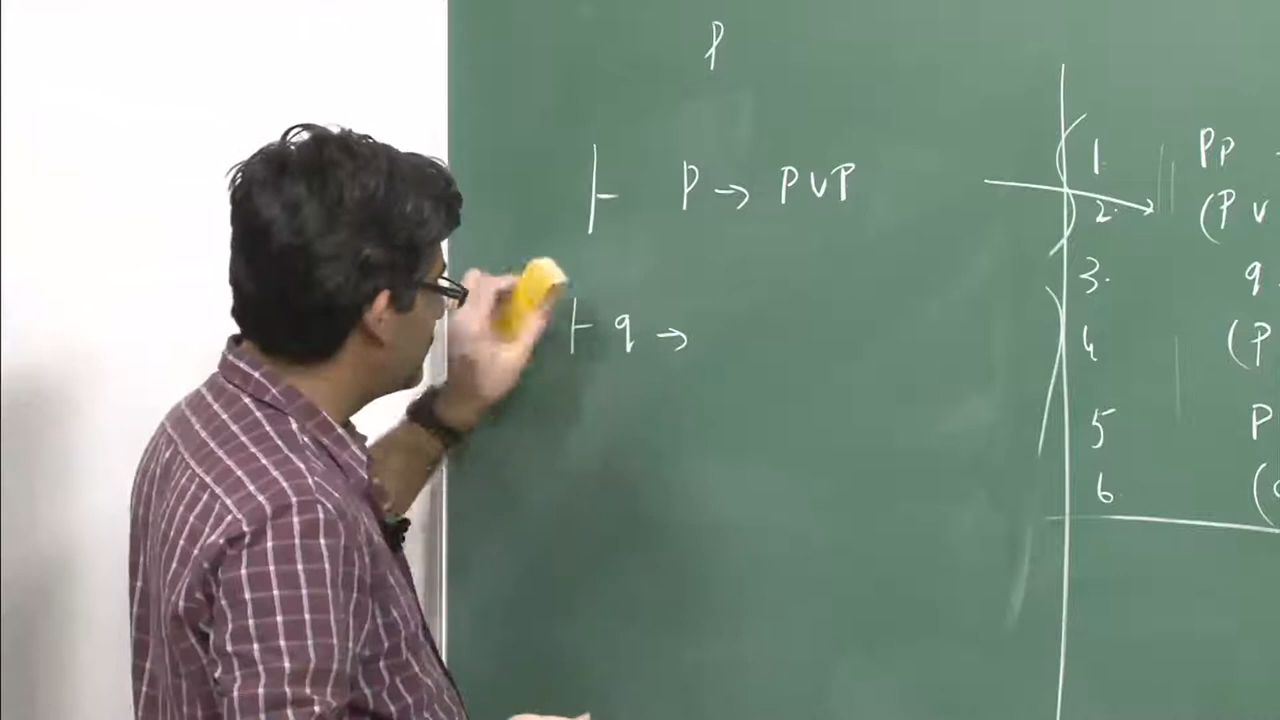 P
⊢ P → P ∨ P
⊢ q →
1. PP
2. (P ∨
3. q
4 (P
5 P
6. (